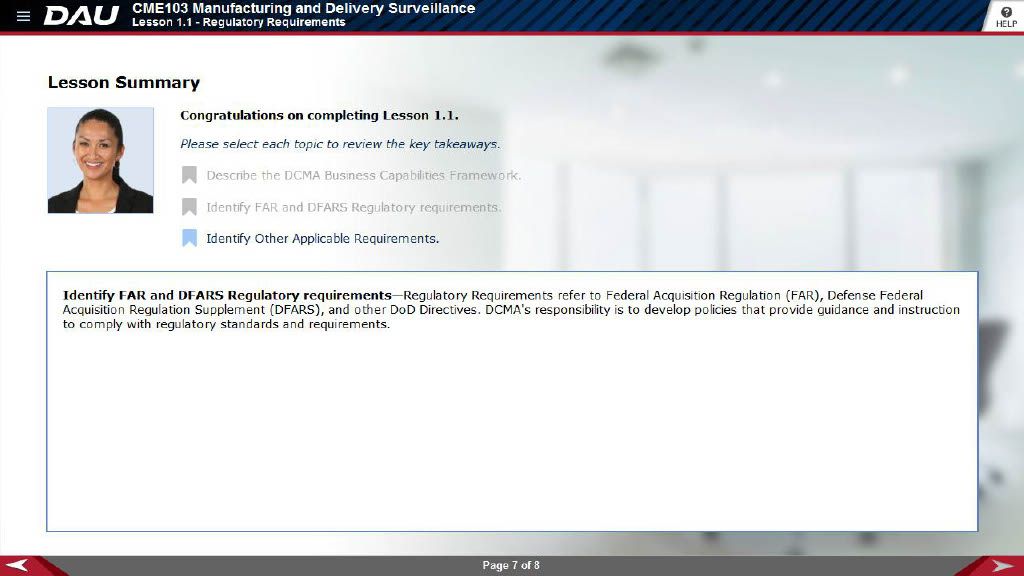 DAU
CME103 Manufacturing and Delivery Surveillance
Lesson 1.1 - Regulatory Requirements
HELP
Lesson Summary
Congratulations on completing Lesson 1.1.
Please select each topic to review the key takeaways.
Describe the DCMA Business Capabilities Framework.
Identify FAR and DFARS Regulatory requirements.
Identify Other Applicable Requirements.
Identify FAR and DFARS Regulatory requirements—Regulatory Requirements refer to Federal Acquisition Regulation (FAR), Defense Federal
Acquisition Regulation Supplement (DFARS), and other DoD Directives. DCMA's responsibility is to develop policies that provide guidance and instruction
to comply with regulatory standards and requirements.
Page 7 of 8